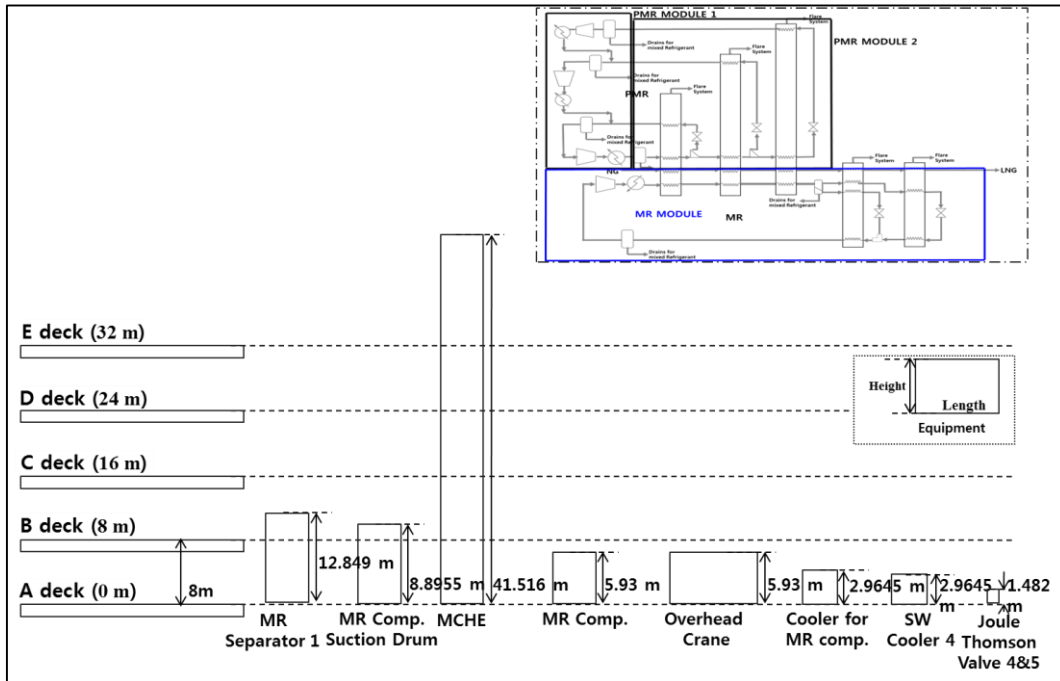 PMR MODULE 1
Flare
System
Drains for
mixed Refrigerant
PMR MODULE 2
Flare
System
Drains for
mixed Refrigerant
PMR
Flare
System
Drains for
mixed Refrigerant
Drains for
mixed Refrigerant
NG
Flare
System
Flare
System
LNG
MR MODULE
MR
Drains for
mixed Refrigerant
Drains for
mixed Refrigerant
E deck (32 m)
D deck (24 m)
C deck (16 m)
B deck (8 m)
A deck (0 m)
8m
Height
Length
Equipment
12.849 m
8.8955 m
41.516 m
5.93 m
5.93 m
2.9645 m
2.9645 m
1.482 m
MR
Separator 1
MR Comp.
Suction Drum
MCHE
MR Comp.
Overhead
Crane
Cooler for
MR comp.
SW
Cooler 4
Joule
Thomson
Valve 4&5